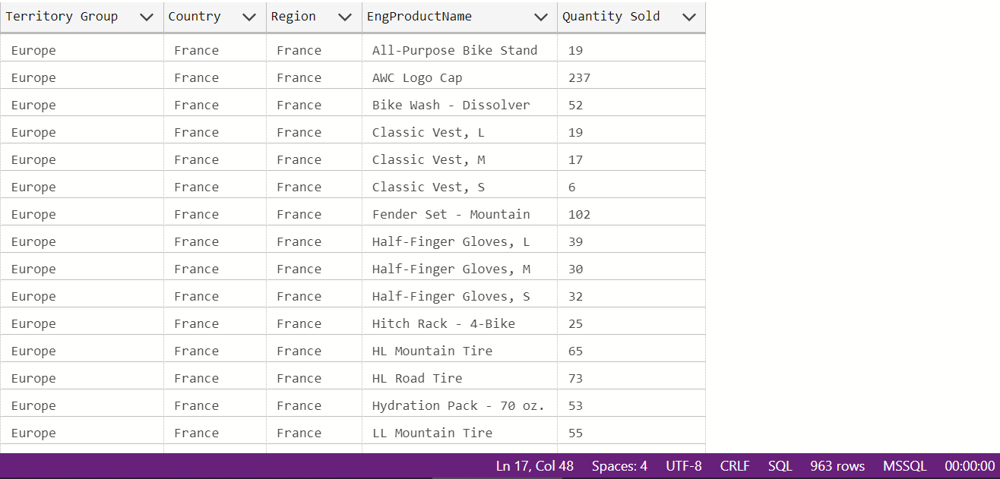 Territory Group Country Region EngProductName Quantity Sold
Europe France France All-Purpose Bike Stand 19
Europe France France AWC Logo Cap 237
Europe France France Bike Wash - Dissolver 52
Europe France France Classic Vest, L 19
Europe France France Classic Vest, M 17
Europe France France Classic Vest, S 6
Europe France France Fender Set - Mountain 102
Europe France France Half-Finger Gloves, L 39
Europe France France Half-Finger Gloves, M 30
Europe France France Half-Finger Gloves, S 32
Europe France France Hitch Rack - 4-Bike 25
Europe France France HL Mountain Tire 65
Europe France France HL Road Tire 73
Europe France France Hydration Pack - 70 oz. 53
Europe France France LL Mountain Tire 55
Ln 17, Col 48 Spaces: 4 UTF-8 CRLF SQL 963 rows MSSQL 00:00:00